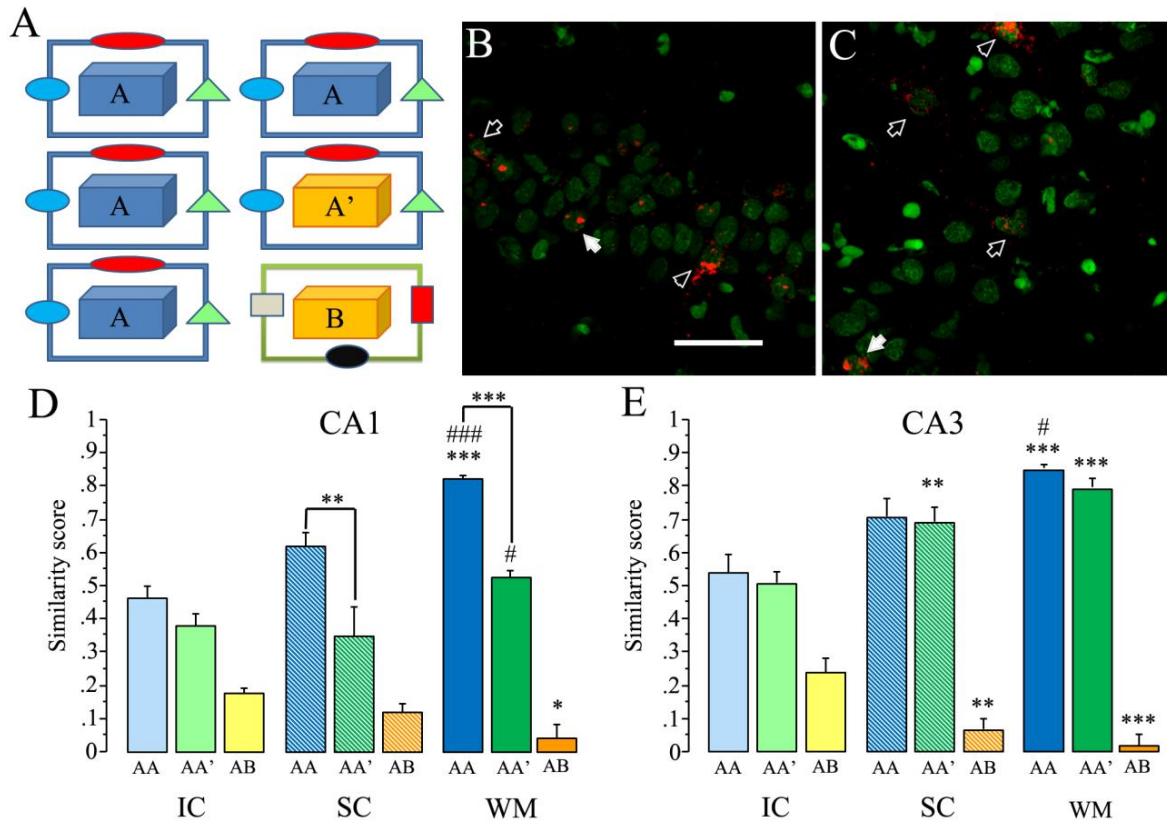 A
A
A
A
A'
A
B
B
C
D
CA1
Similarity score
1
.9
.8
.7
.6
.5
.4
.3
.2
.1
0
**
***
###
***
#
*
AA AA' AB AA AA' AB AA AA' AB
IC SC WM
E
CA3
Similarity score
1
.9
.8
.7
.6
.5
.4
.3
.2
.1
0
**
**
#
***
***
***
AA AA' AB AA AA' AB AA AA' AB
IC SC WM